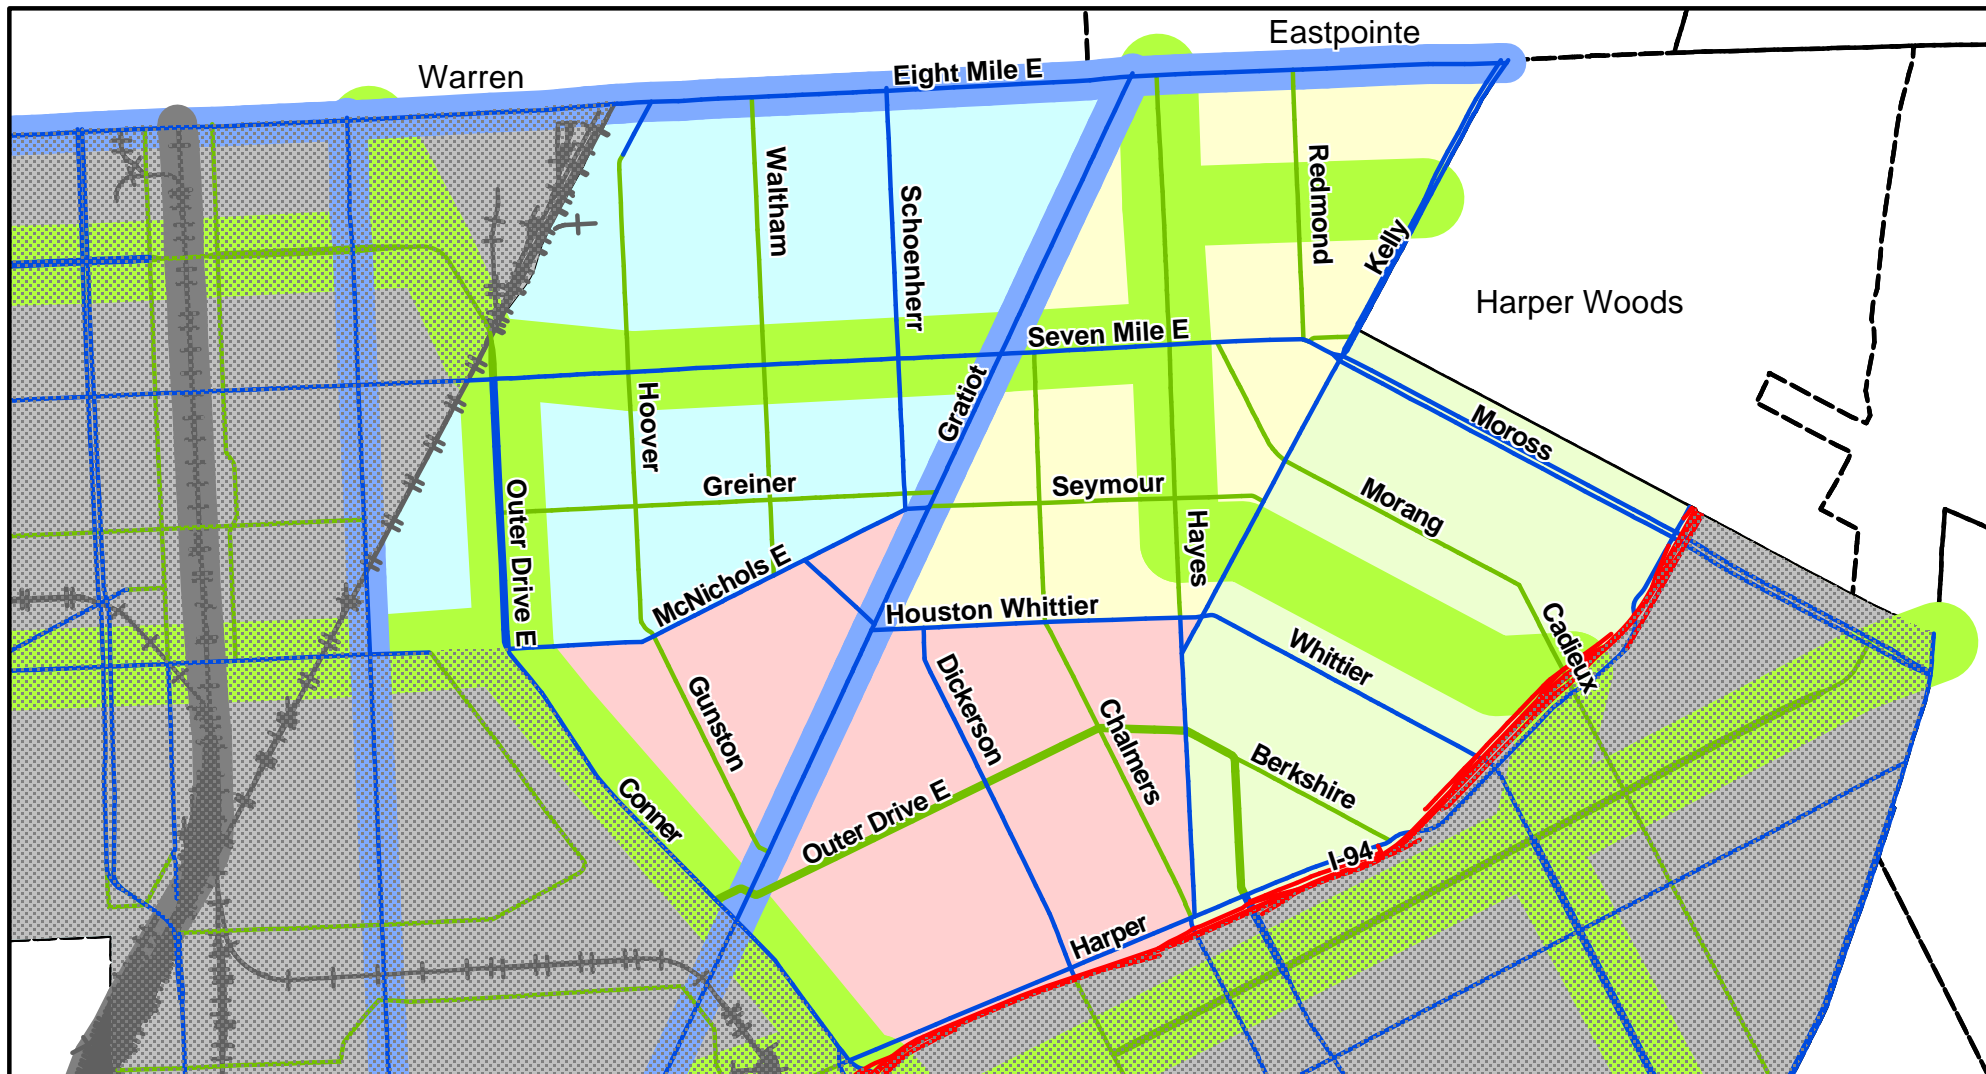 Eastpointe
Warren
Eight Mile E
Waltham
Schoenherr
Redmond
Kelly
Harper Woods
Seven Mile E
Hoover
Gratiot
Moross
Greiner
Seymour
Morang
Outer Drive E
Hayes
McNichols E
Houston Whittier
Whittier
Cadieux
Gunston
Dickerson
Chalmers
Berkshire
Conner
Outer Drive E
I-94
Harper